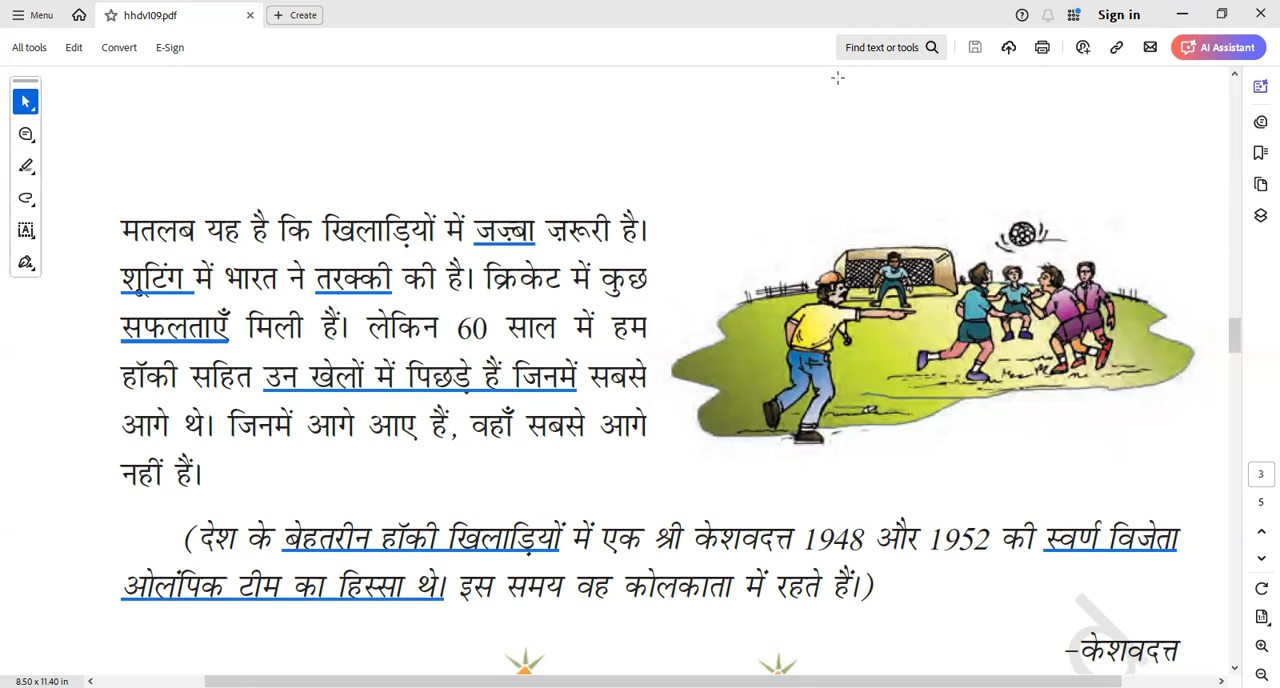 Menu
hhdv109.pdf
Create
Sign in
All tools
Edit
Convert
E-Sign
Find text or tools
AI Assistant
मतलब यह है कि खिलाड़ियों में जज़्बा ज़रूरी है।
शूटिंग में भारत ने तरक्की की है। क्रिकेट में कुछ
सफलताएँ मिली हैं। लेकिन 60 साल में हम
हॉकी सहित उन खेलों में पिछड़े हैं जिनमें सबसे
आगे थे। जिनमें आगे आए हैं, वहाँ सबसे आगे
नहीं हैं।
(देश के बेहतरीन हॉकी खिलाड़ियों में एक श्री केशवदत्त 1948 और 1952 की स्वर्ण विजेता
ओलंपिक टीम का हिस्सा थे। इस समय वह कोलकाता में रहते हैं।)
–केशवदत्त
3
5
8.50 x 11.40 in